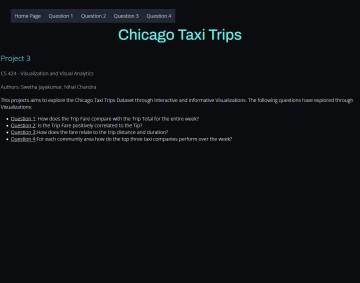 Home Page Question 1 Question 2 Question 3 Question 4
Chicago Taxi Trips
Project 3
CS 424 - Visualization and Visual Analytics
Authors: Sweta Jayakumar, Nihal Chandra
This projects aims to explore the Chicago Taxi Trips Dataset through Interactive and informative Visualizations. The following questions have explored through
Visualizations:
Question 1: How does the Trip Fare compare with the Trip Total for the entire week?
Question 2: Is the Trip Fare positively correlated to the Tip?
Question 3:How does the fare relate to the trip distance and duration?
Question 4:For each community area how do the top three taxi companies perform over the week?